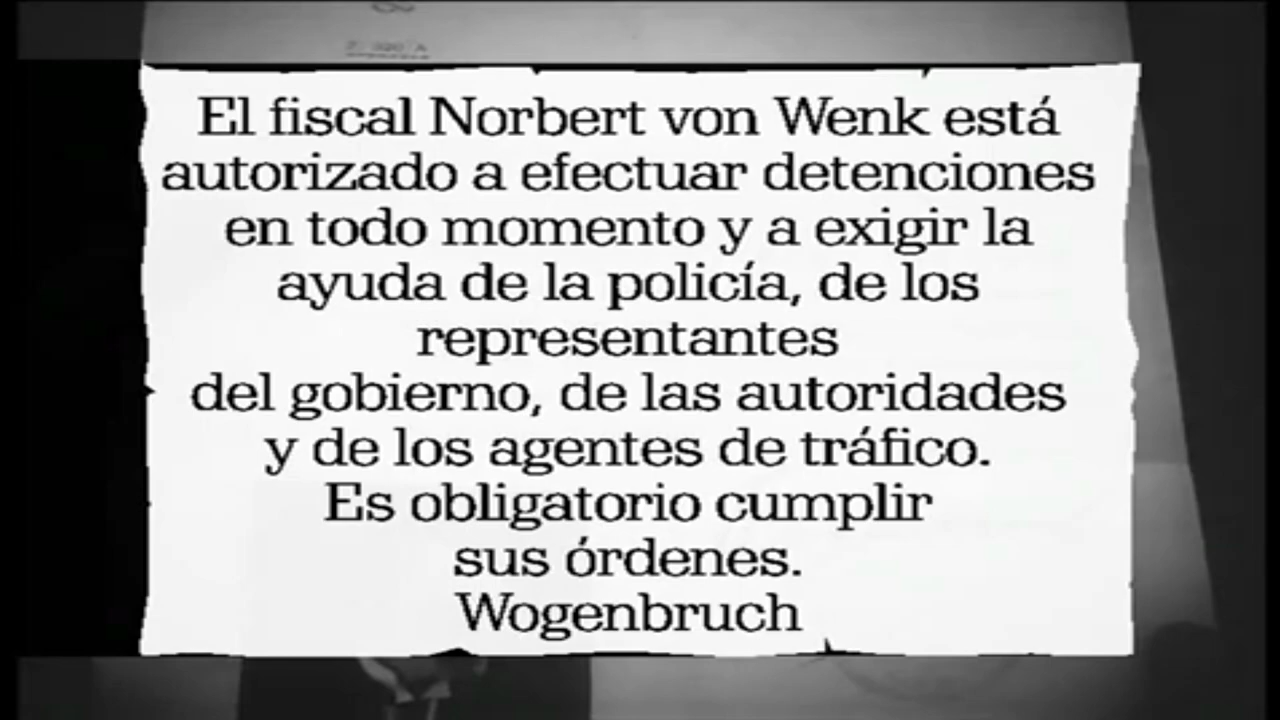 El fiscal Norbert von Wenk está
autorizado a efectuar detenciones
en todo momento y a exigir la
ayuda de la policía, de los
representantes
del gobierno, de las autoridades
y de los agentes de tráfico.
Es obligatorio cumplir
sus órdenes.
Wogenbruch